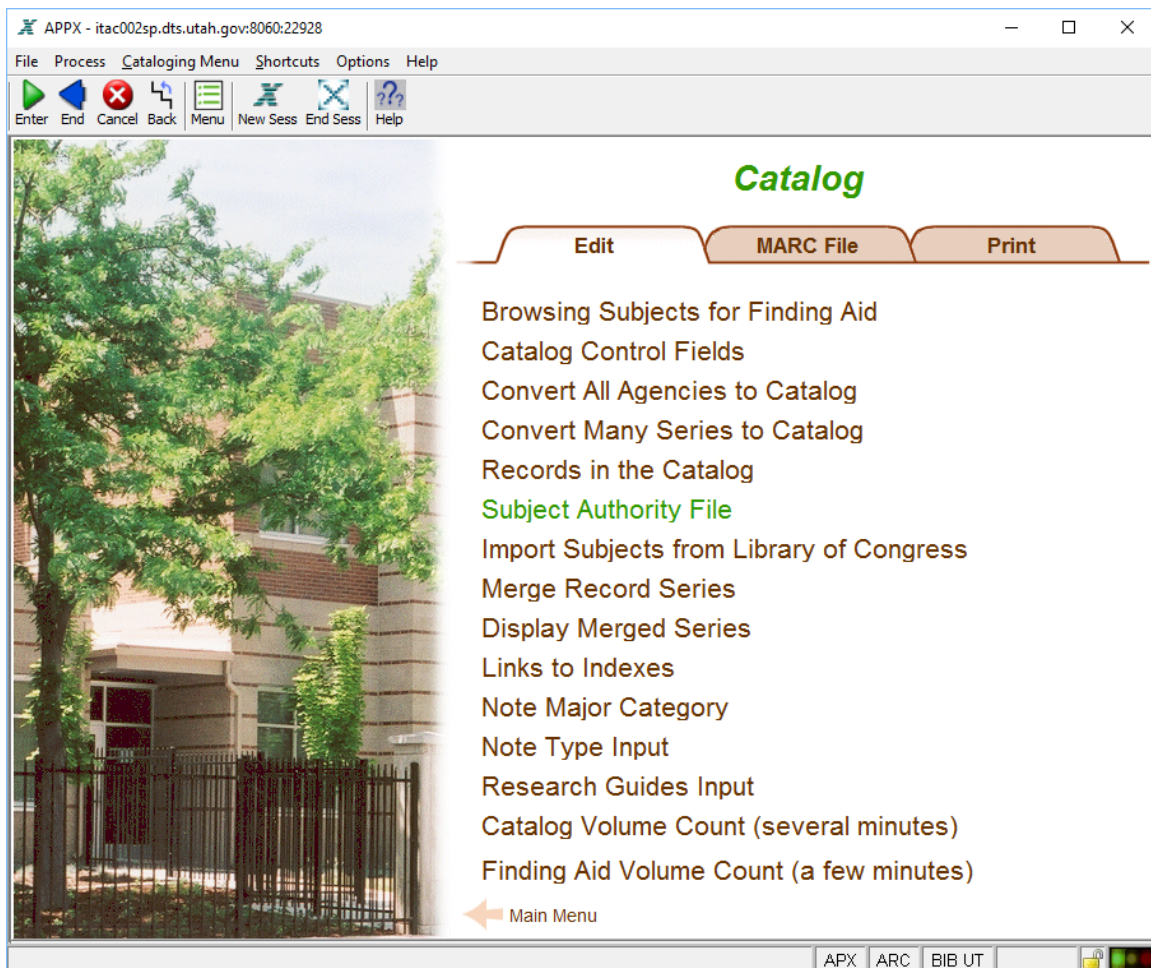 APPX - itac002sp.dts.utah.gov:8060:22928
File Process Cataloging Menu Shortcuts Options Help
Enter End Cancel Back Menu New Sess End Sess Help
???
Catalog
Edit MARC File Print
Browsing Subjects for Finding Aid
Catalog Control Fields
Convert All Agencies to Catalog
Convert Many Series to Catalog
Records in the Catalog
Subject Authority File
Import Subjects from Library of Congress
Merge Record Series
Display Merged Series
Links to Indexes
Note Major Category
Note Type Input
Research Guides Input
Catalog Volume Count (several minutes)
Finding Aid Volume Count (a few minutes)
Main Menu
APX ARC BIB UT